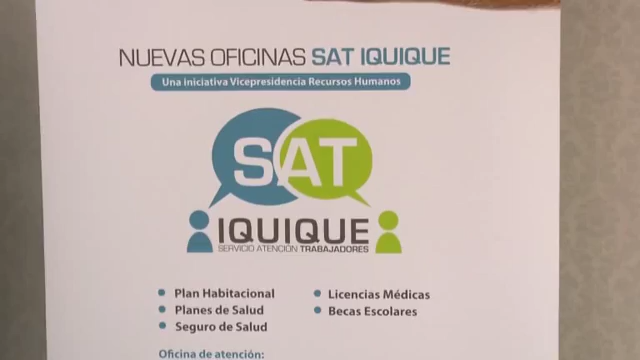 NUEVAS OFICINAS SAT IQUIQUE
Una iniciativa Vicepresidencia Recursos Humanos
SAT
IQUIQUE
SERVICIO ATENCIÓN TRABAJADORES
Plan Habitacional
Planes de Salud
Seguro de Salud
Licencias Médicas
Becas Escolares
Oficina de atención: